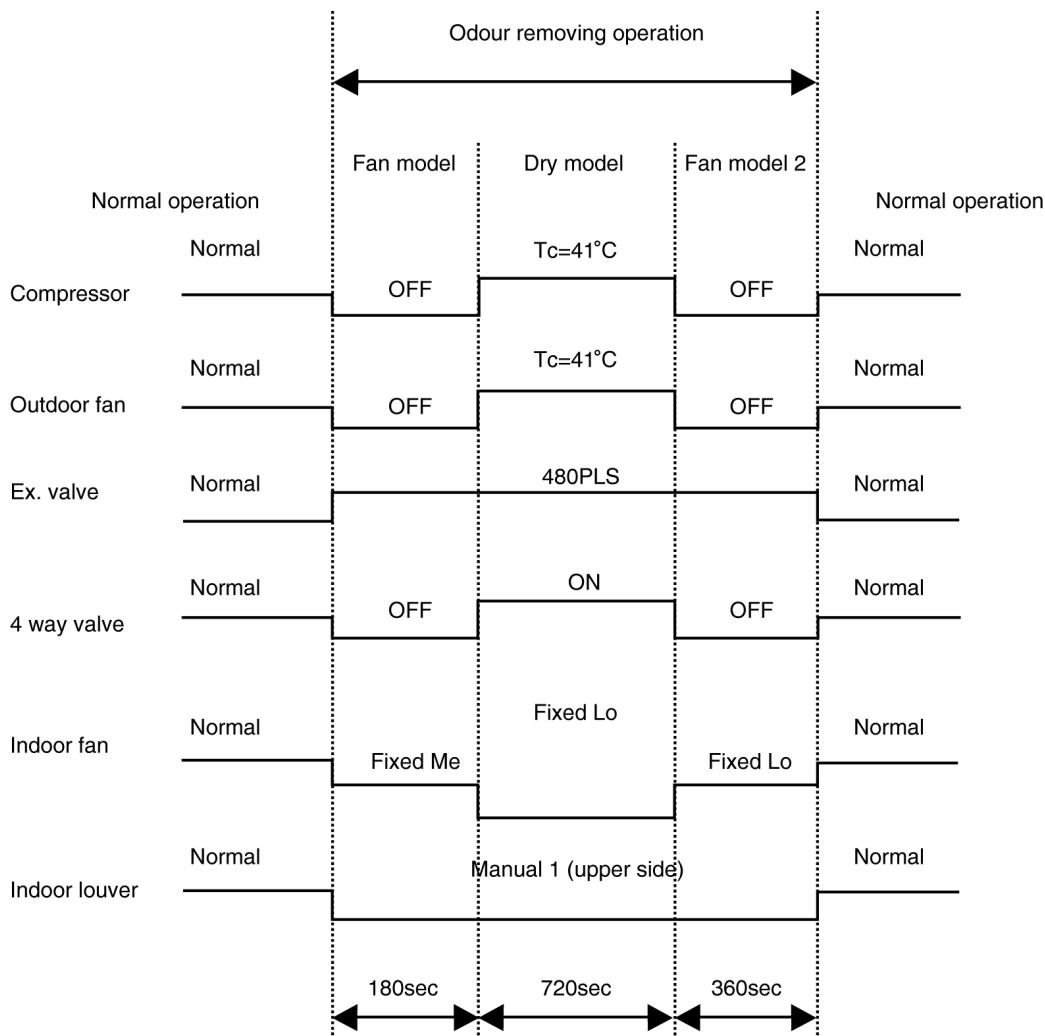 Odour removing operation
Fan model Dry model Fan model 2
Normal operation Normal operation
Normal Tc=41°C Normal
Compressor OFF OFF
Normal Tc=41°C Normal
Outdoor fan OFF OFF
Ex. valve Normal 480PLS Normal
Normal ON Normal
4 way valve OFF OFF
Fixed Lo
Normal Normal
Indoor fan Fixed Me Fixed Lo
Normal Manual 1 (upper side) Normal
Indoor louver
180sec 720sec 360sec